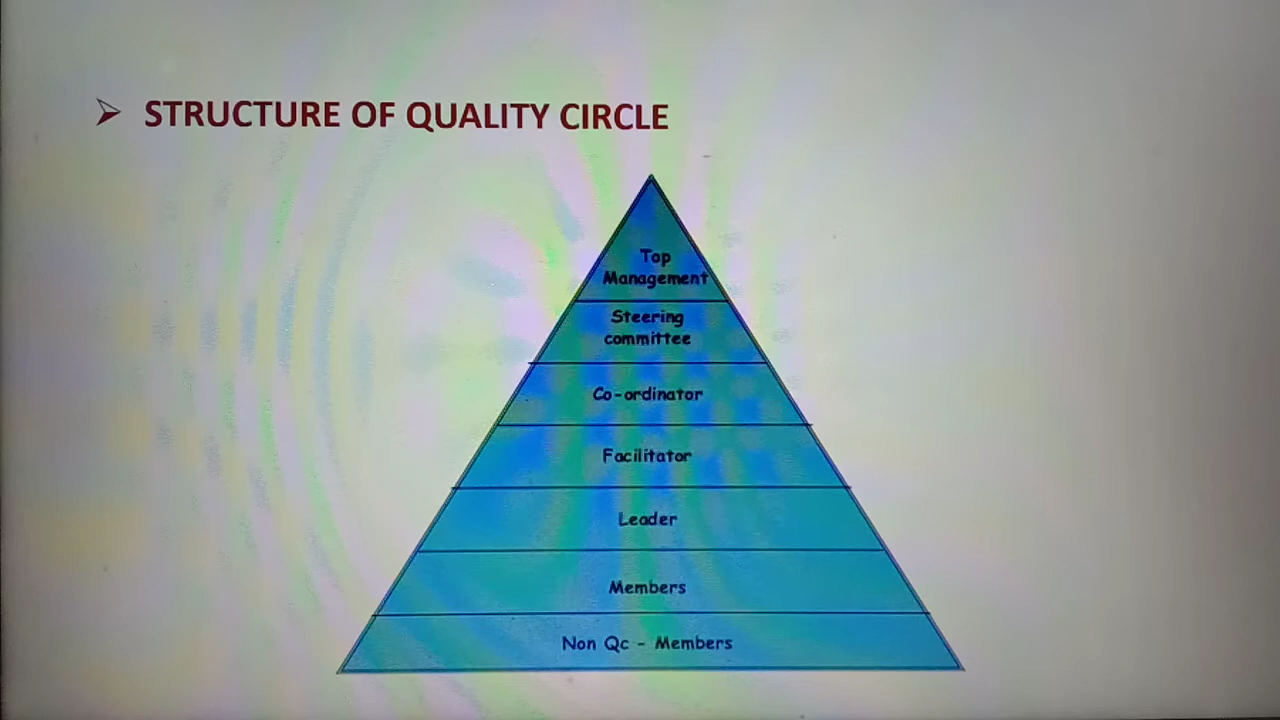 STRUCTURE OF QUALITY CIRCLE
Top
Management
Steering
committee
Co-ordinator
Facilitator
Leader
Members
Non Qc - Members